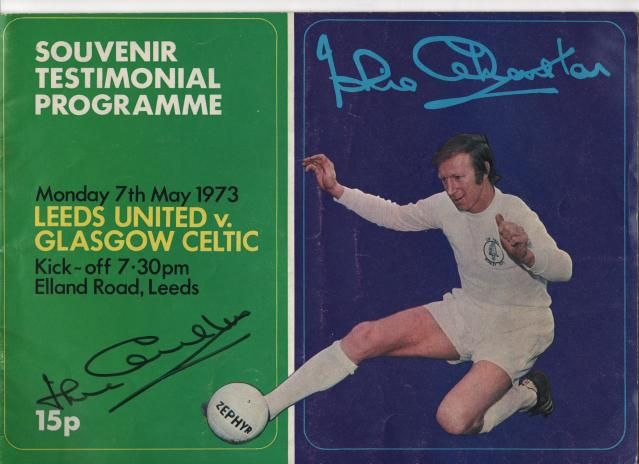 SOUVENIR
TESTIMONIAL
PROGRAMME
Monday 7th May 1973
LEEDS UNITED v.
GLASGOW CELTIC
Kick-off 7·30pm
Elland Road, Leeds
15p
ZEPHYR